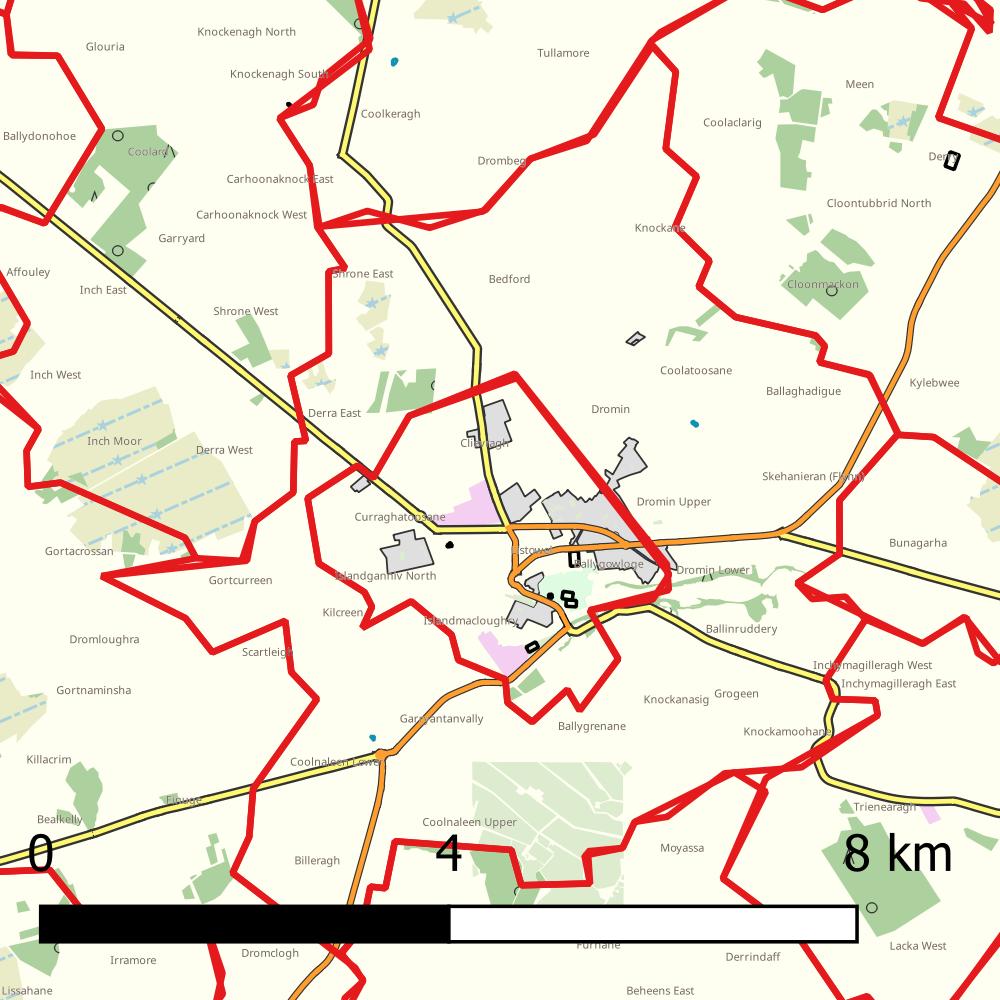 Knockenagh North
Glouria
Tullamore
Knockenagh South
Meen
Coolkeragh
Coolaclarig
Ballydonohoe
Coolard
Drombeg
Derry
Carhoonaknock East
Cloontubbrid North
Carhoonaknock West
Knockane
Garryard
Affouley
Shrone East
Bedford
Inch East
Cloonmackon
Shrone West
Inch West
Coolatoosane
Kylebwee
Ballaghadigue
Derra East
Dromin
Inch Moor
Clieviagh
Derra West
Skehanieran (Flynn)
Dromin Upper
Curraghatoosane
Bunagarha
Gortacrossan
Listowel
Ballygowloge
Dromin Lower
Gortcurreen
Islandganniv North
Kilcreen
Islandmacloughry
Ballinruddery
Dromloughra
Scartleigh
Inchymagilleragh West
Inchymagilleragh East
Gortnaminsha
Grogeen
Knockanasig
Garryantanvally
Ballygrenane
Knockamoohane
Killacrim
Coolnaleen Lower
Finuge
Trienearagh
Bealkelly
Coolnaleen Upper
0
4
8 km
Moyassa
Billeragh
Furhane
Lacka West
Dromclogh
Derrindaff
Irramore
Lissahane
Beheens East